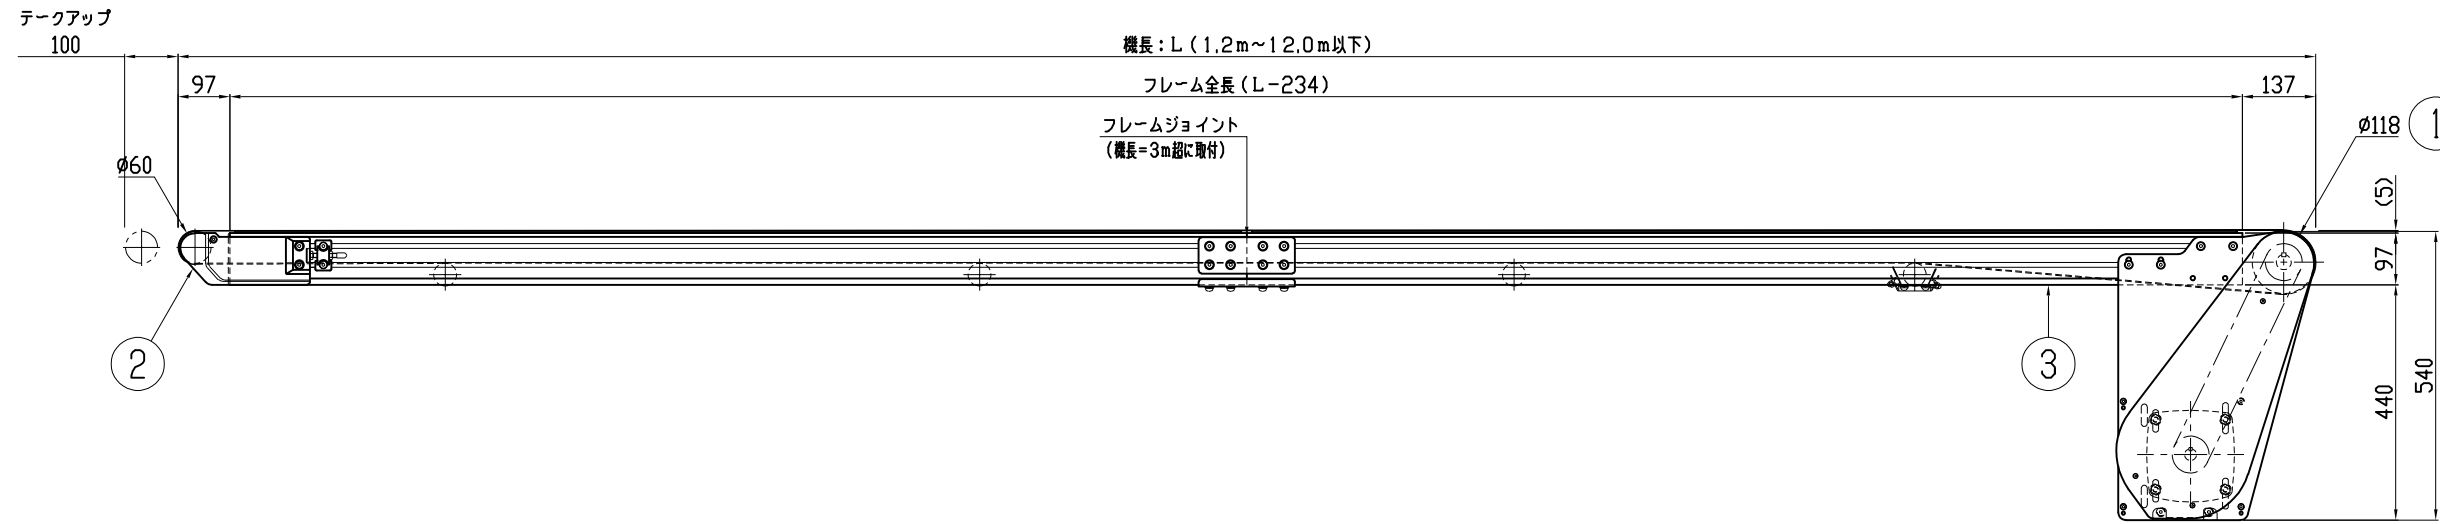 テークアップ
100
機長：L（1.2m～12.0m以下）
97
フレーム全長（L-234）
137
フレームジョイント
（機長=3m超に取付）
ø60
ø118
1
(5)
97
2
3
440
540